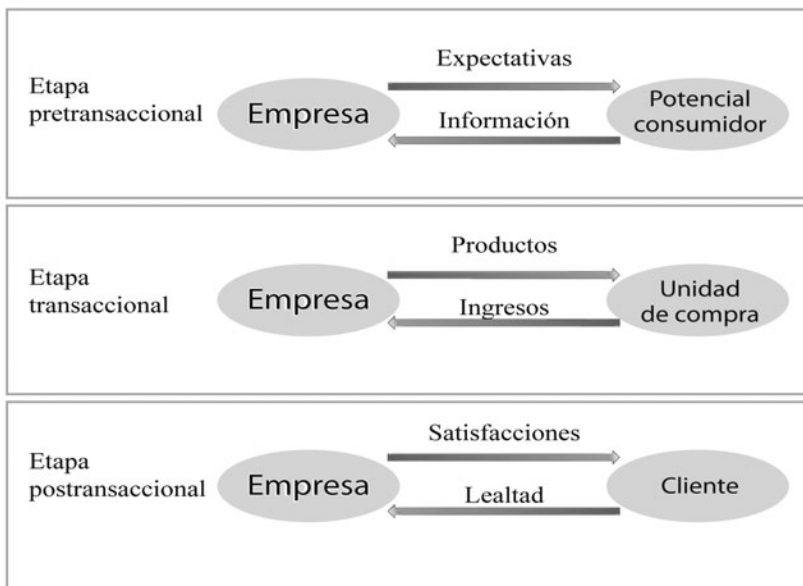 Etapa
pretransaccional
Empresa
Expectativas
Información
Potencial
consumidor
Etapa
transaccional
Empresa
Productos
Ingresos
Unidad
de compra
Etapa
postransaccional
Empresa
Satisfacciones
Lealtad
Cliente